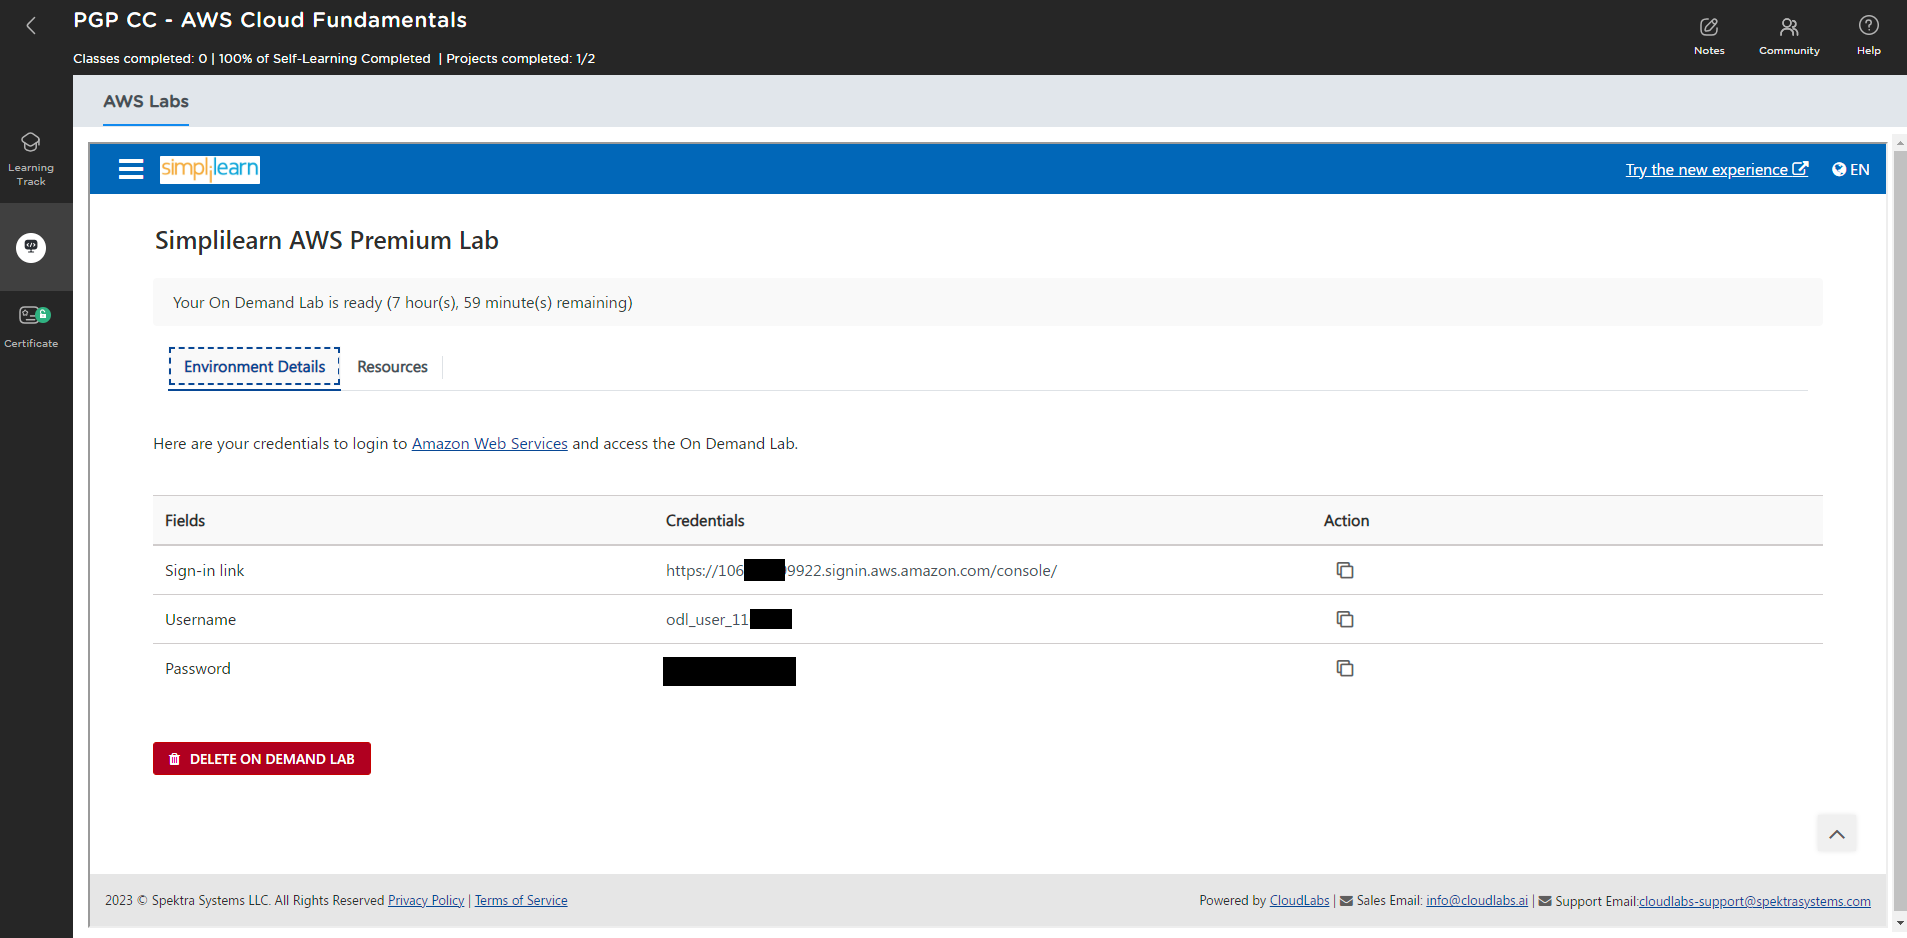 PGP CC - AWS Cloud Fundamentals
Classes completed: 0 | 100% of Self-Learning Completed | Projects completed: 1/2
Notes
Community
Help
Learning
Track
Certificate
AWS Labs
simplilearn
Try the new experience
EN
Simplilearn AWS Premium Lab
Your On Demand Lab is ready (7 hour(s), 59 minute(s) remaining)
Environment Details
Resources
Here are your credentials to login to Amazon Web Services and access the On Demand Lab.
Fields Credentials Action
Sign-in link https://106 9922.signin.aws.amazon.com/console/
Username odl_user_11
Password
DELETE ON DEMAND LAB
2023 © Spektra Systems LLC. All Rights Reserved Privacy Policy | Terms of Service
Powered by CloudLabs | Sales Email: info@cloudlabs.ai | Support Email:cloudlabs-support@spektrasystems.com